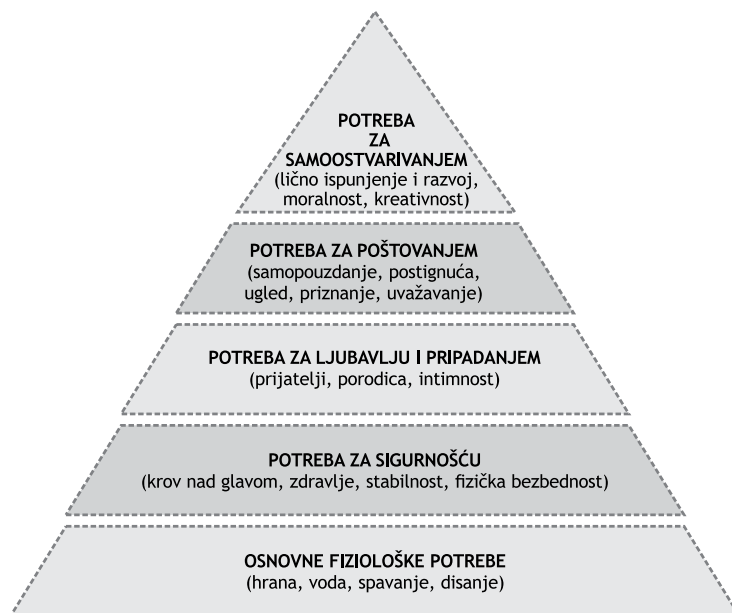 POTREBA
ZA
SAMOOSTVARIVANJEM
(lično ispunjenje i razvoj,
moralnost, kreativnost)
POTREBA ZA POŠTOVANJEM
(samopouzdanje, postignuća,
ugled, priznanje, uvažavanje)
POTREBA ZA LJUBAVLJU I PRIPADANJEM
(prijatelji, porodica, intimnost)
POTREBA ZA SIGURNOŠĆU
(krov nad glavom, zdravlje, stabilnost, fizička bezbednost)
OSNOVNE FIZIOLOŠKE POTREBE
(hrana, voda, spavanje, disanje)